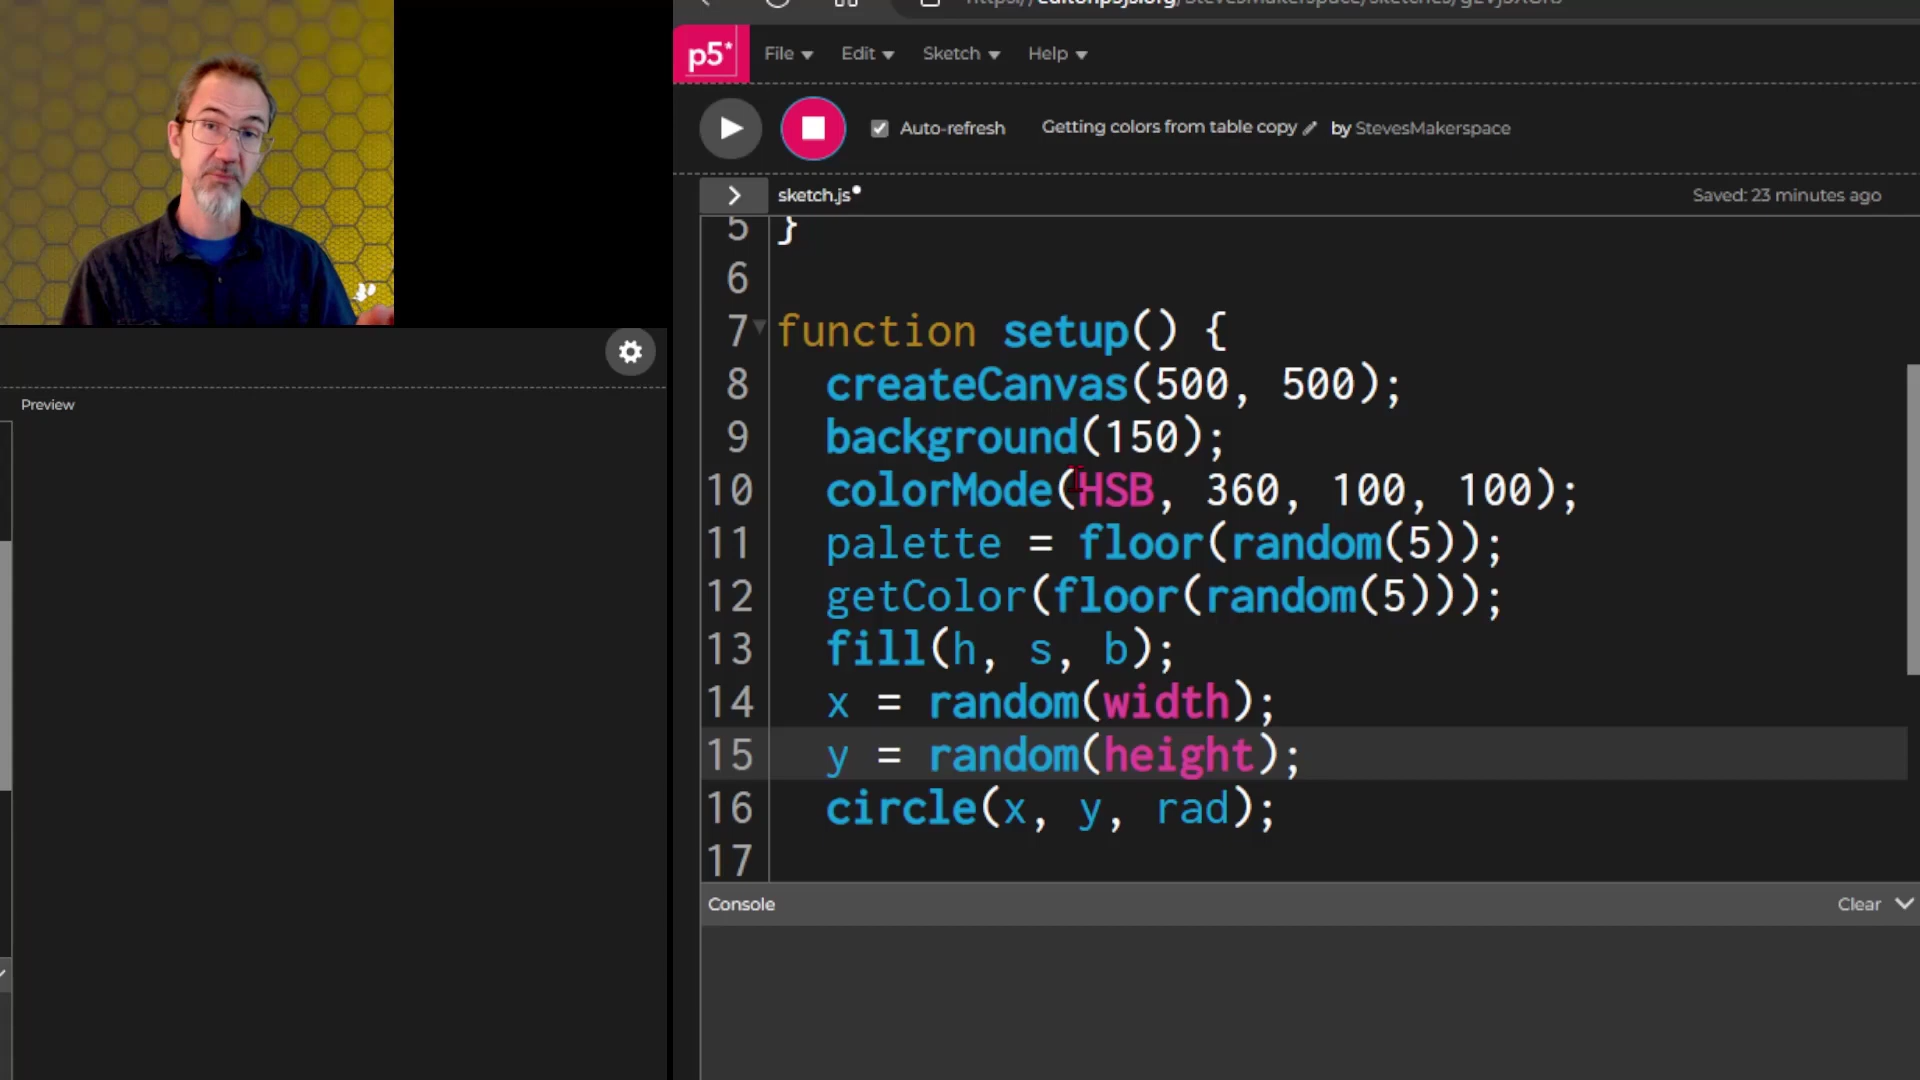 p5*
File Edit Sketch Help
Auto-refresh Getting colors from table copy by StevesMakerspace
sketch.js
Saved: 23 minutes ago
Preview
5 }
6
7 function setup() {
8 createCanvas(500, 500);
9 background(150);
10 colorMode(HSB, 360, 100, 100);
11 palette = floor(random(5));
12 getColor(floor(random(5)));
13 fill(h, s, b);
14 x = random(width);
15 y = random(height);
16 circle(x, y, rad);
17
Console
Clear